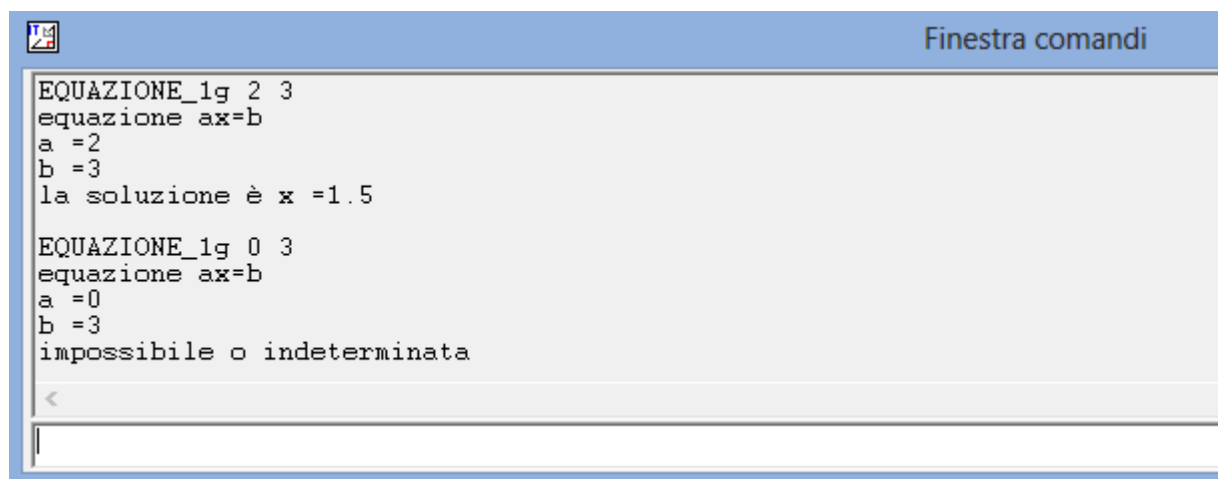 Finestra comandi
EQUAZIONE_1g 2 3
equazione ax=b
a =2
b =3
la soluzione è x =1.5
EQUAZIONE_1g 0 3
equazione ax=b
a =0
b =3
impossibile o indeterminata